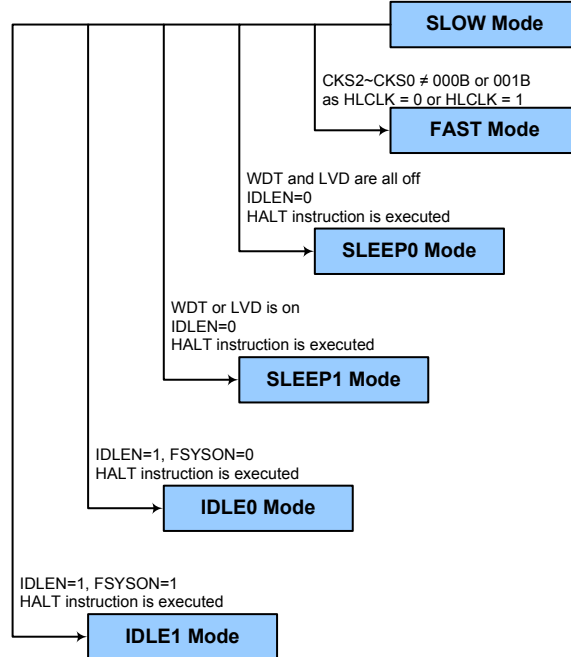 SLOW Mode
CKS2~CKS0 ≠ 000B or 001B
as HLCLK = 0 or HLCLK = 1
FAST Mode
WDT and LVD are all off
IDLEN=0
HALT instruction is executed
SLEEP0 Mode
WDT or LVD is on
IDLEN=0
HALT instruction is executed
SLEEP1 Mode
IDLEN=1, FSYSON=0
HALT instruction is executed
IDLE0 Mode
IDLEN=1, FSYSON=1
HALT instruction is executed
IDLE1 Mode